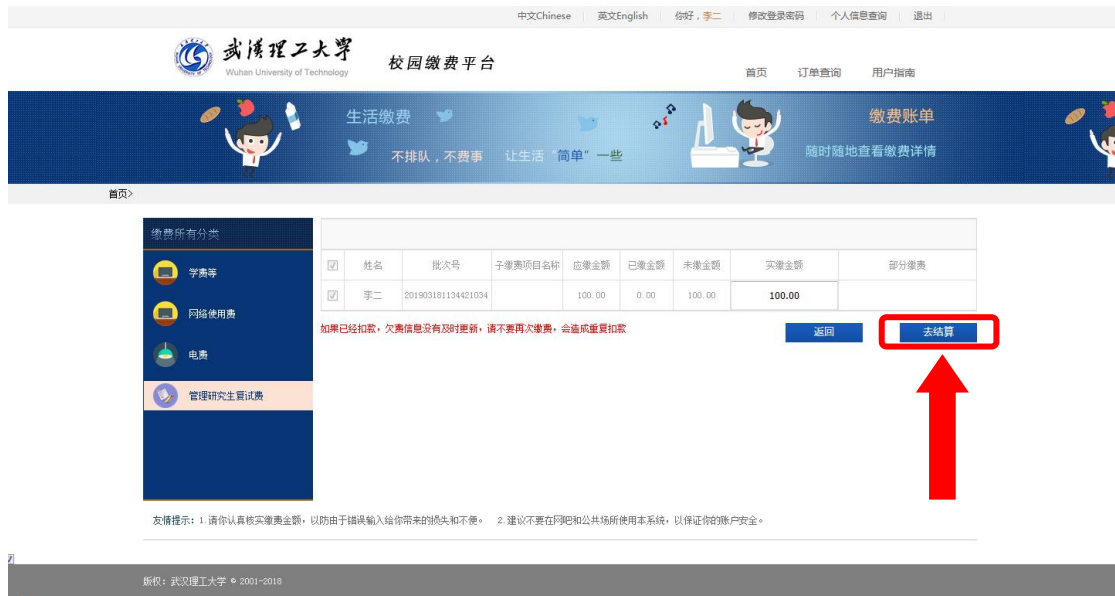 中文Chinese 英文English 你好，李二 修改登录密码 个人信息查询 退出
武汉理工大学
Wuhan University of Technology
校园缴费平台
首页 订单查询 用户指南
生活缴费
不排队，不费事 让生活“简单”一些
缴费账单
随时随地查看缴费详情
首页>
缴费所有分类
学费等
网络使用费
电费
管理研究生复试费
姓名 批次号 子缴费项目名称 应缴金额 已缴金额 未缴金额 实缴金额 部分缴费
李二 201903181134421034 100.00 0.00 100.00 100.00
如果已经扣款，欠费信息没有及时更新，请不要再次缴费，会造成重复扣款
返回 去结算
友情提示：1.请你认真核实缴费金额，以防由于错误输入给你带来的损失和不便。 2.建议不要在网吧和公共场所使用本系统，以保证你的账户安全。
版权：武汉理工大学 © 2001-2018